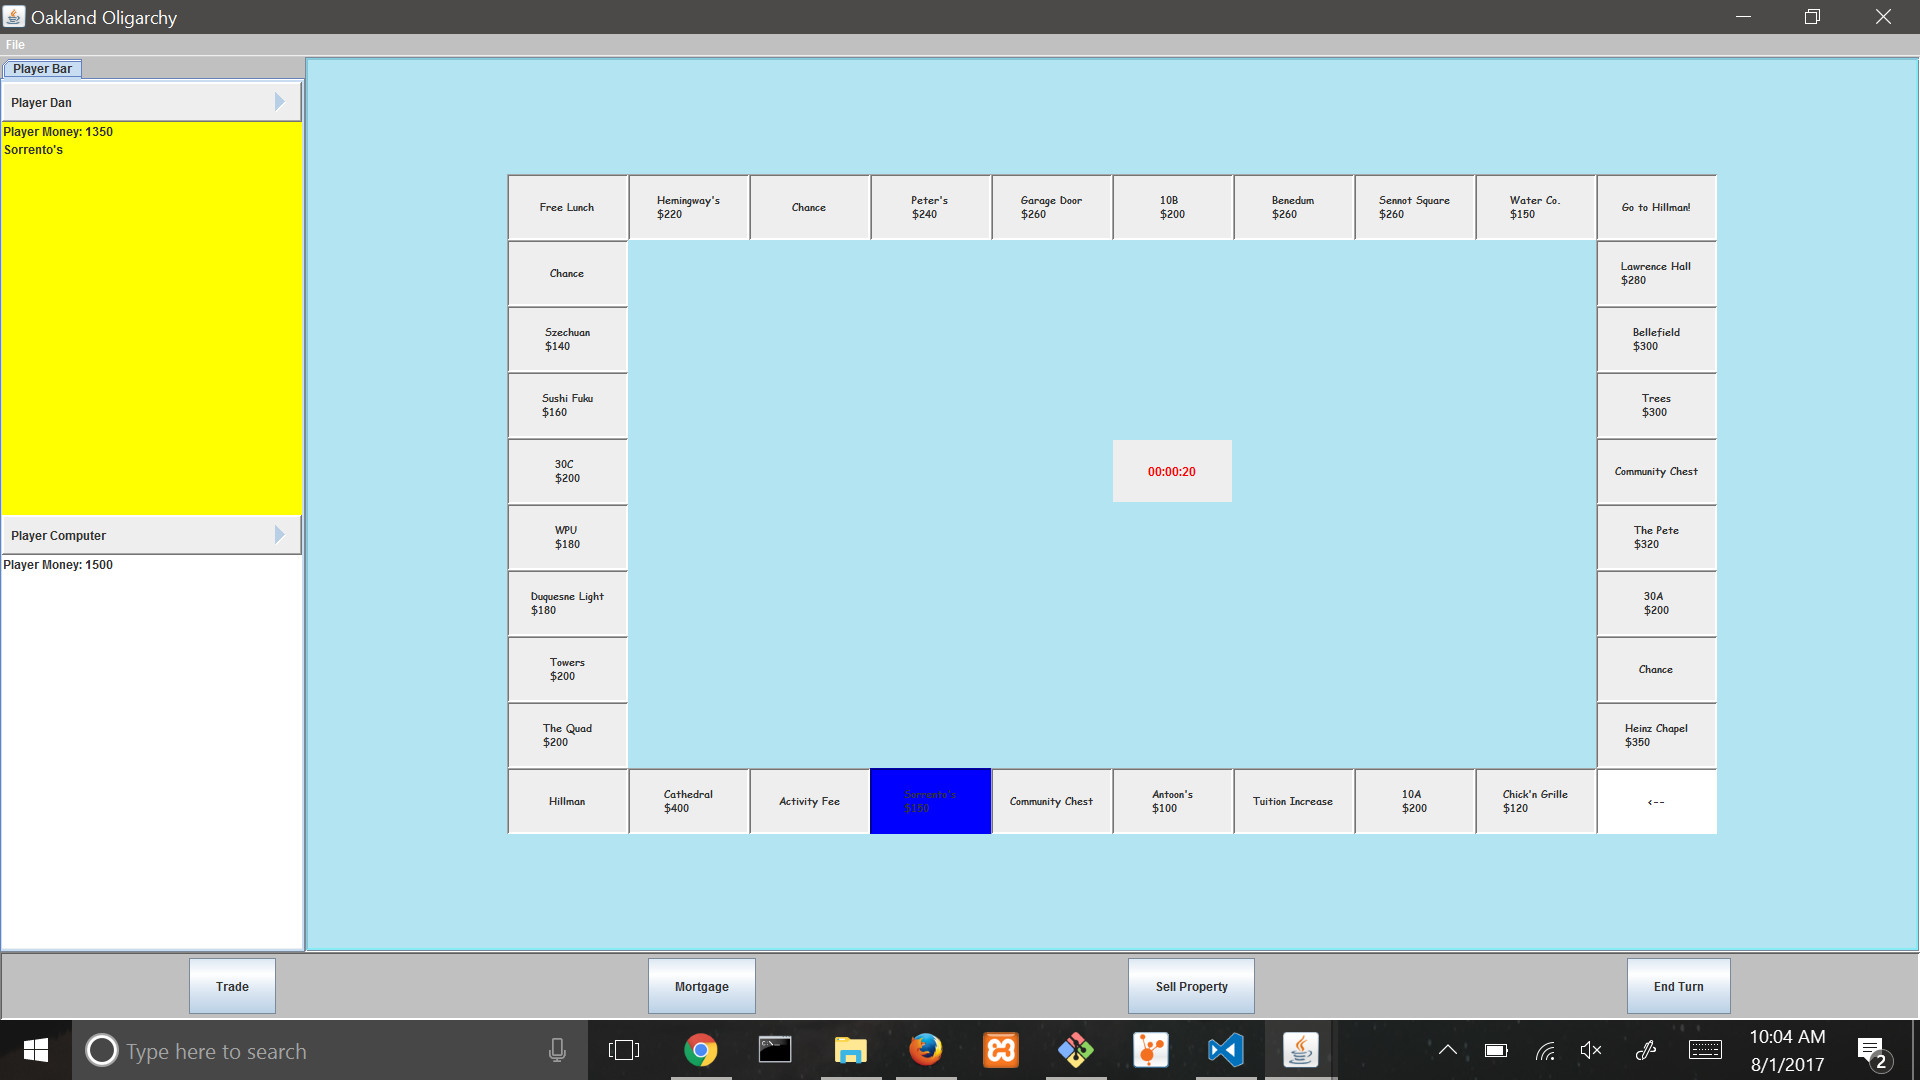 Oakland Oligarchy
File
Player Bar
Player Dan
Player Money: 1350
Sorrento's
Player Computer
Player Money: 1500
Free Lunch
Hemingway's
$220
Chance
Peter's
$240
Garage Door
$260
10B
$200
Benedum
$260
Sennot Square
$260
Water Co.
$150
Go to Hillman!
Chance
Lawrence Hall
$280
Szechuan
$140
Bellefield
$300
Sushi Fuku
$160
Trees
$300
30C
$200
00:00:20
Community Chest
WPU
$180
The Pete
$320
Duquesne Light
$180
30A
$200
Towers
$200
Chance
The Quad
$200
Heinz Chapel
$350
Hillman
Cathedral
$400
Activity Fee
Sorrento's
$150
Community Chest
Antoon's
$100
Tuition Increase
10A
$200
Chick'n Grille
$120
<--
Trade
Mortgage
Sell Property
End Turn
Type here to search
10:04 AM
8/1/2017
2